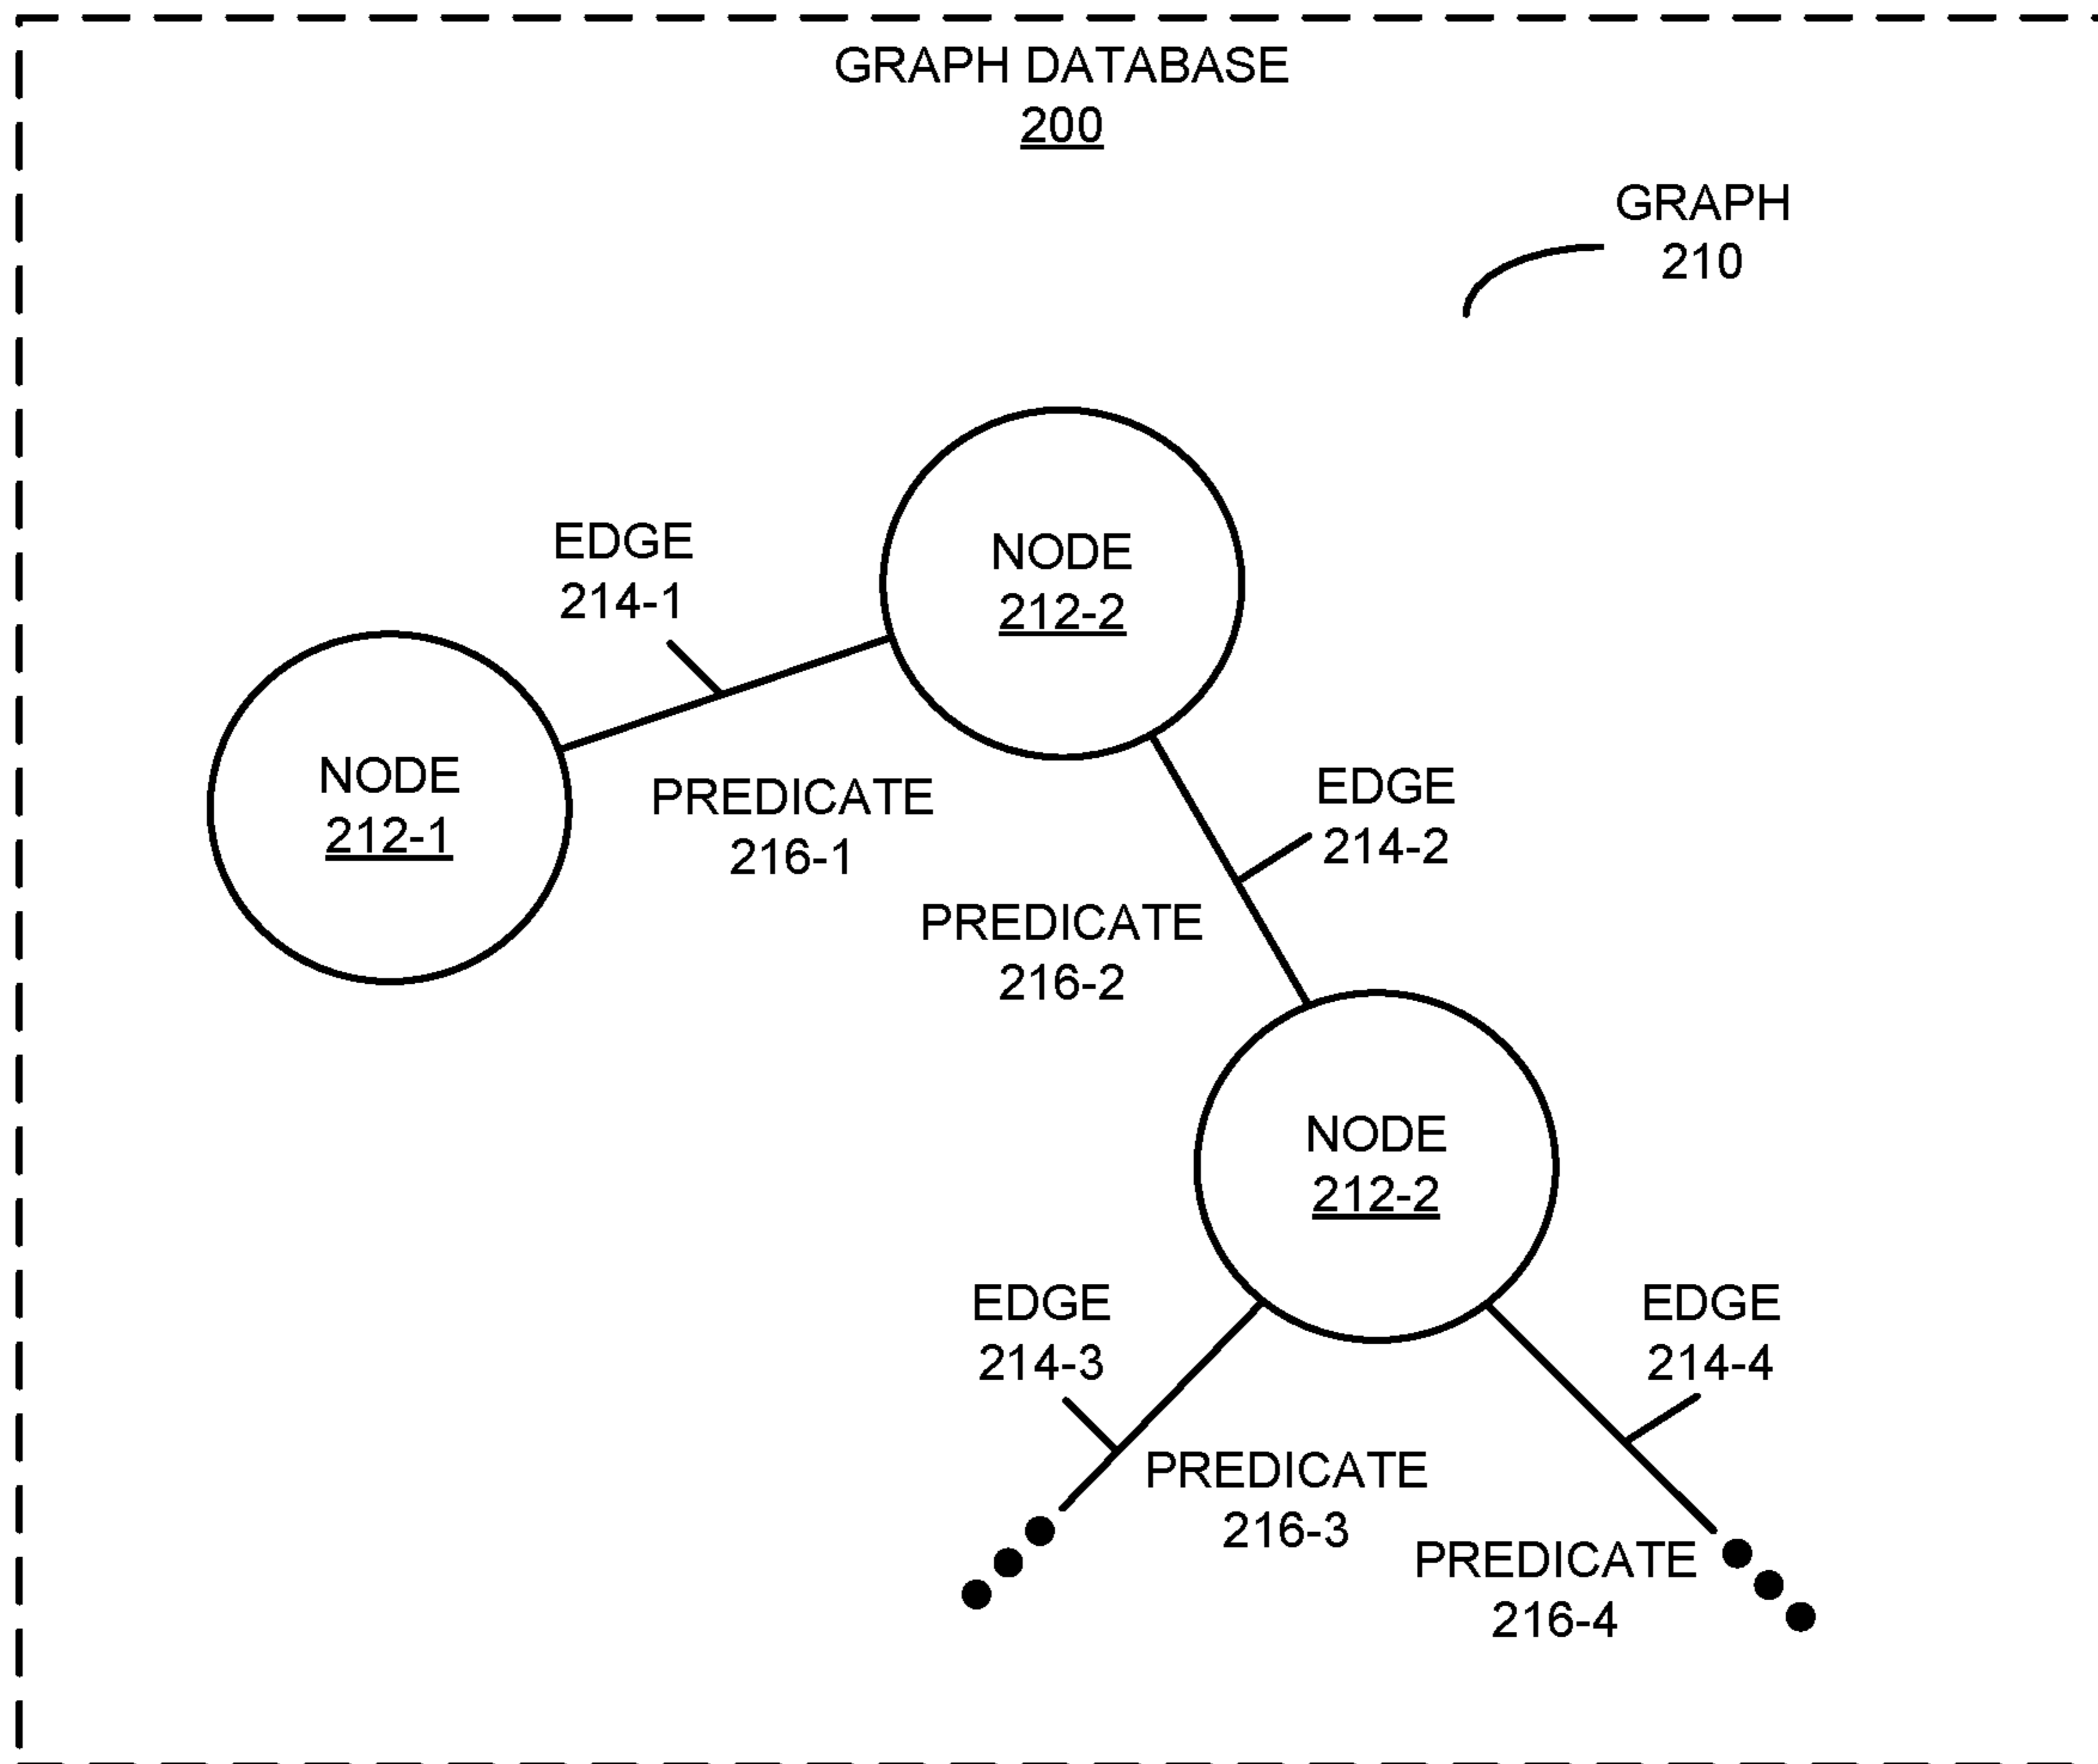 GRAPH DATABASE
200
GRAPH
210
EDGE
214-1
NODE
212-2
NODE
212-1
PREDICATE
216-1
EDGE
214-2
PREDICATE
216-2
NODE
212-2
EDGE
214-3
EDGE
214-4
PREDICATE
216-3
PREDICATE
216-4